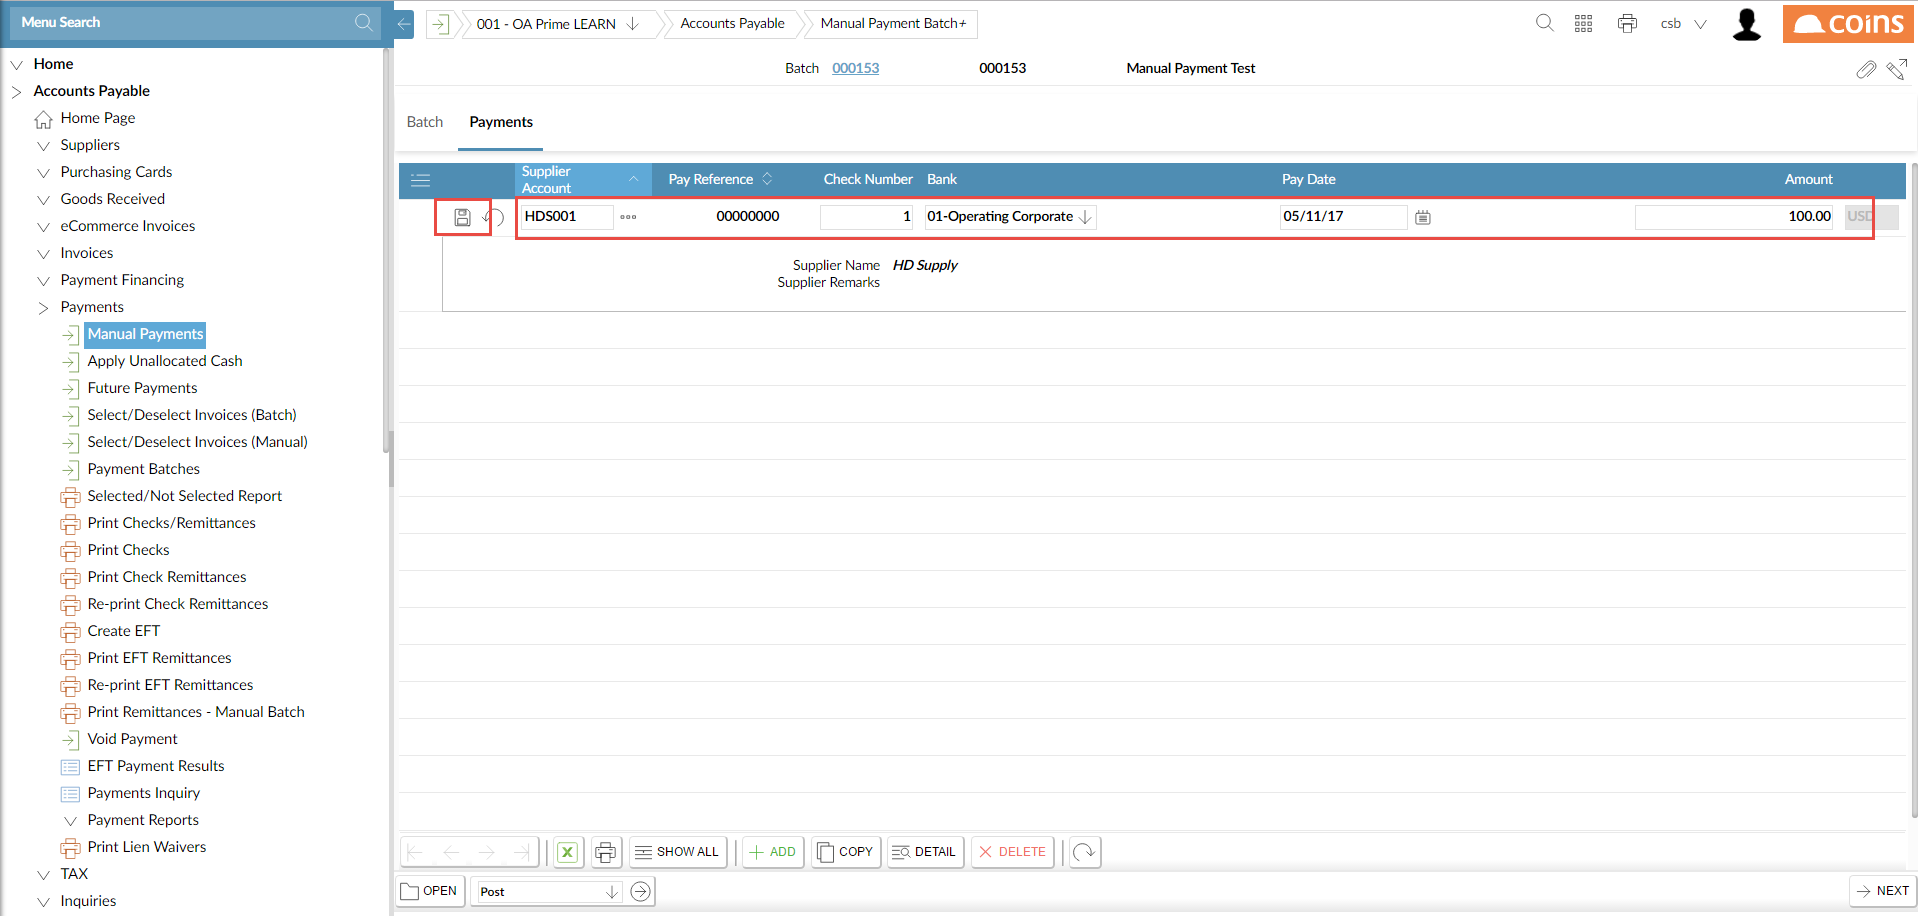 Menu Search
001 - OA Prime LEARN
Accounts Payable
Manual Payment Batch+
csb
coins
Batch 000153 000153 Manual Payment Test
Batch Payments
Supplier Account Pay Reference Check Number Bank Pay Date Amount
HDS001 00000000 1 01-Operating Corporate 05/11/17 100.00 USD
Supplier Name HD Supply
Supplier Remarks
Home
Accounts Payable
Home Page
Suppliers
Purchasing Cards
Goods Received
eCommerce Invoices
Invoices
Payment Financing
Payments
Manual Payments
Apply Unallocated Cash
Future Payments
Select/Deselect Invoices (Batch)
Select/Deselect Invoices (Manual)
Payment Batches
Selected/Not Selected Report
Print Checks/Remittances
Print Checks
Print Check Remittances
Re-print Check Remittances
Create EFT
Print EFT Remittances
Re-print EFT Remittances
Print Remittances - Manual Batch
Void Payment
EFT Payment Results
Payments Inquiry
Payment Reports
Print Lien Waivers
TAX
Inquiries
SHOW ALL ADD COPY DETAIL DELETE
OPEN Post NEXT